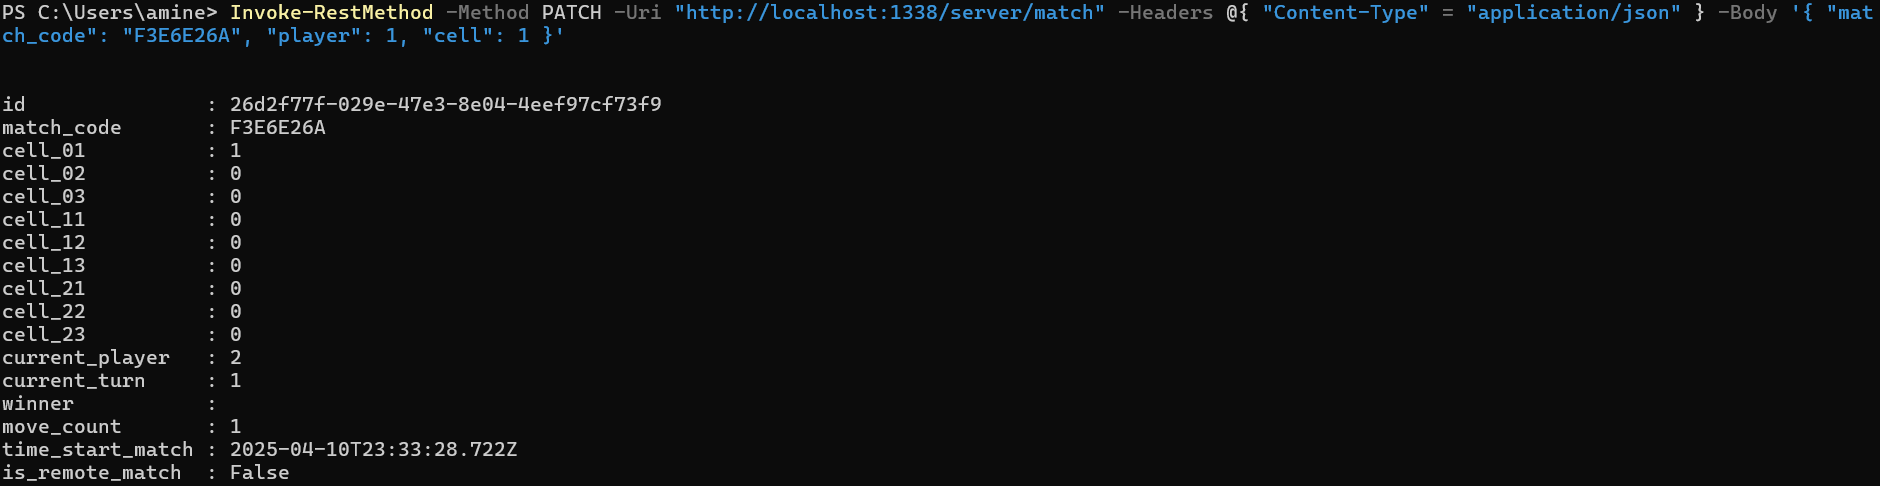 PS C:\Users\amine> Invoke-RestMethod -Method PATCH -Uri "http://localhost:1338/server/match" -Headers @{ "Content-Type" = "application/json" } -Body '{ "mat
ch_code": "F3E6E26A", "player": 1, "cell": 1 }'
id                : 26d2f77f-029e-47e3-8e04-4eef97cf73f9
match_code        : F3E6E26A
cell_01           : 1
cell_02           : 0
cell_03           : 0
cell_11           : 0
cell_12           : 0
cell_13           : 0
cell_21           : 0
cell_22           : 0
cell_23           : 0
current_player    : 2
current_turn      : 1
winner            :
move_count        : 1
time_start_match : 2025-04-10T23:33:28.722Z
is_remote_match  : False